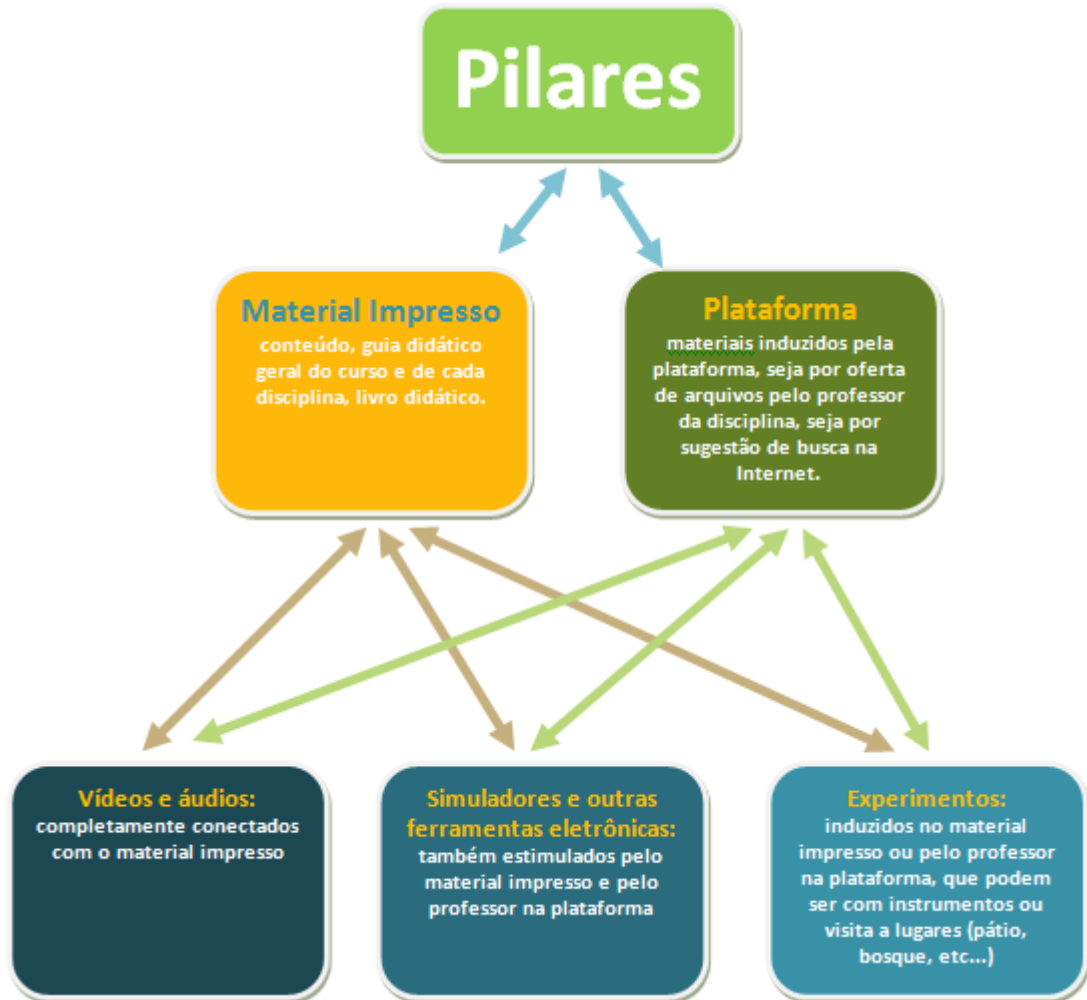 Pilares
Material Impresso
conteúdo, guia didático
geral do curso e de cada
disciplina, livro didático.
Plataforma
materiais induzidos pela
plataforma, seja por oferta
de arquivos pelo professor
da disciplina, seja por
sugestão de busca na
Internet.
Vídeos e áudios:
completamente conectados
com o material impresso
Simuladores e outras
ferramentas eletrônicas:
também estimulados pelo
material impresso e pelo
professor na plataforma
Experimentos:
induzidos no material
impresso ou pelo professor
na plataforma, que podem
ser com instrumentos ou
visita a lugares (pátio,
bosque, etc...)